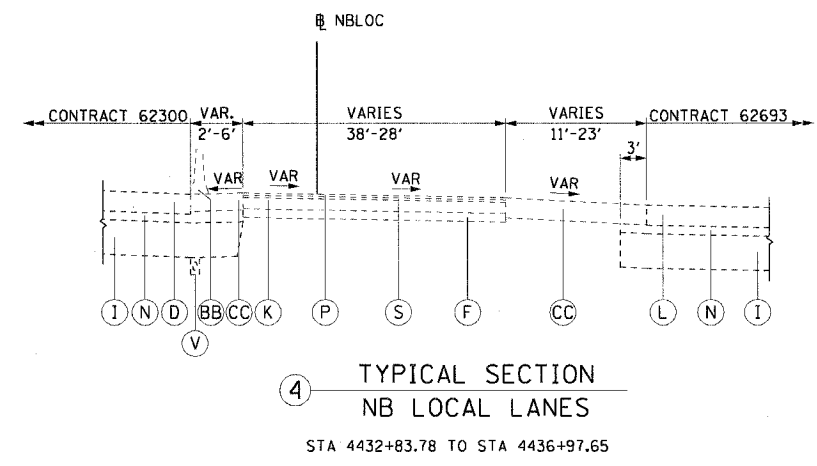 ℄ NBLOC
CONTRACT 62300 VAR. VARIES VARIES CONTRACT 62693
2'-6' 38'-28' 11'-23'
3'
VAR VAR VAR VAR
I N D BB CC K P S F CC L N I
V
4 TYPICAL SECTION
NB LOCAL LANES
STA 4432+83.78 TO STA 4436+97.65